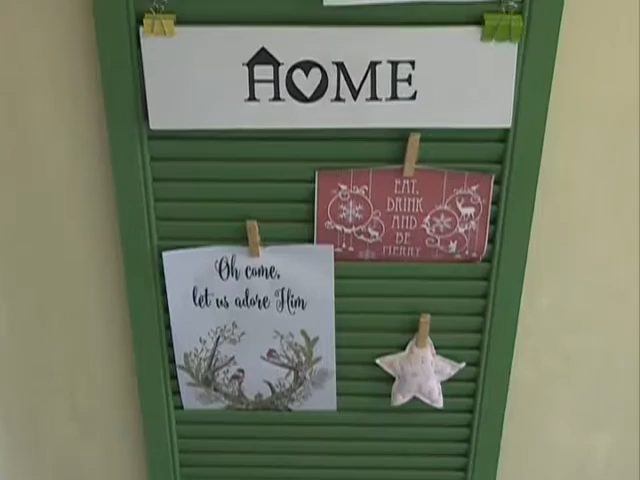 HOME
EAT,
DRINK
AND
BE
MERRY
Oh come,
let us adore Him